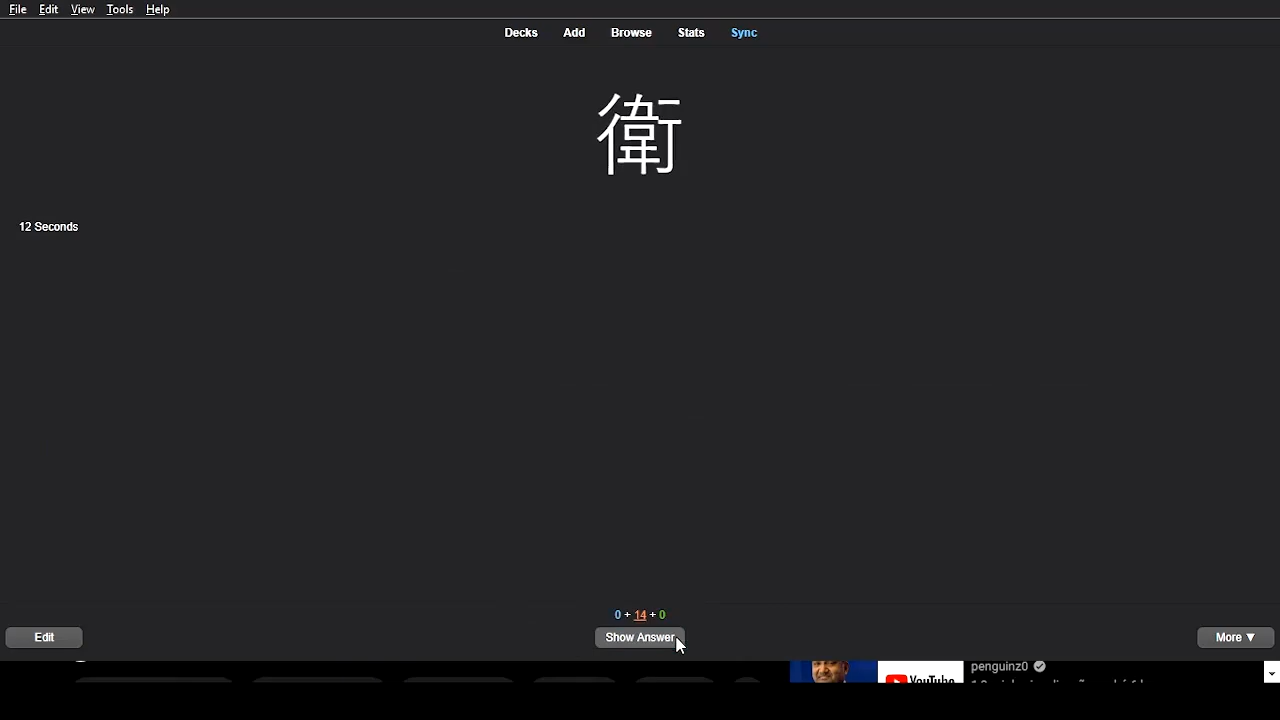 File Edit View Tools Help
Decks Add Browse Stats Sync
衛
12 Seconds
0 + 14 + 0
Edit Show Answer More ▼
penguinz0
YouTube